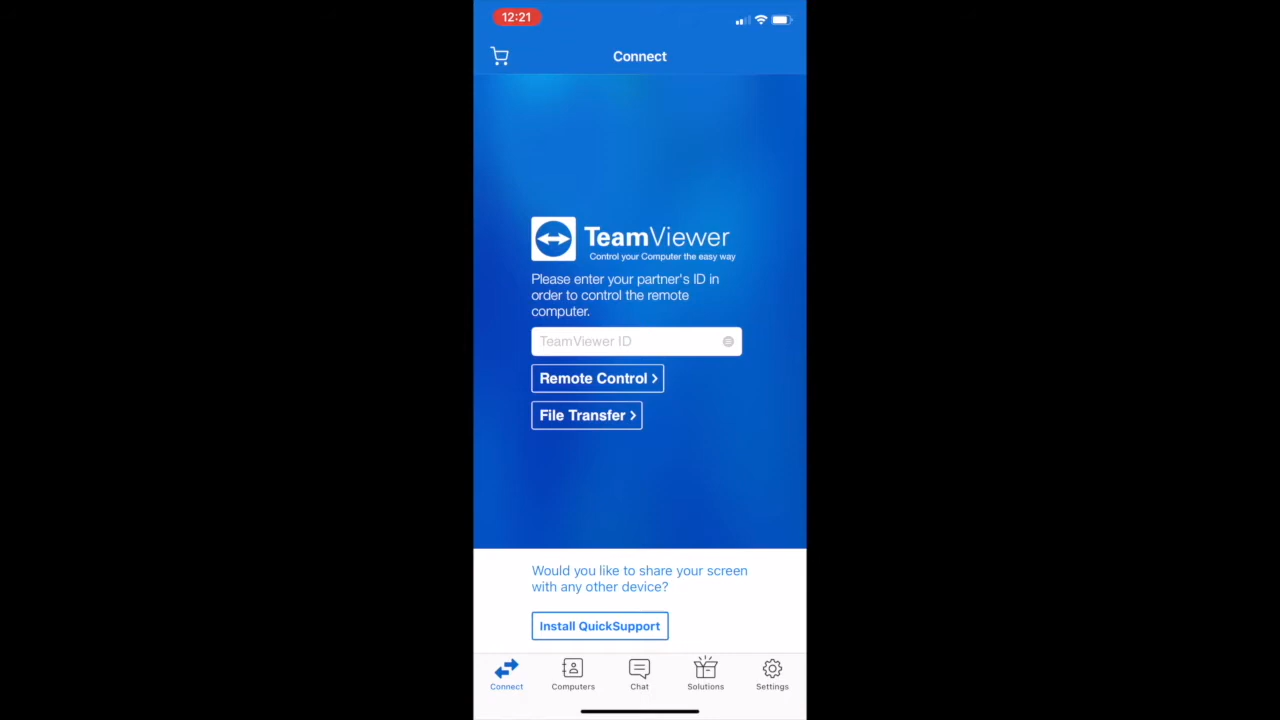 12:21
Connect
TeamViewer
Control your Computer the easy way
Please enter your partner's ID in
order to control the remote
computer.
TeamViewer ID
Remote Control
File Transfer
Would you like to share your screen
with any other device?
Install QuickSupport
Connect Computers Chat Solutions Settings